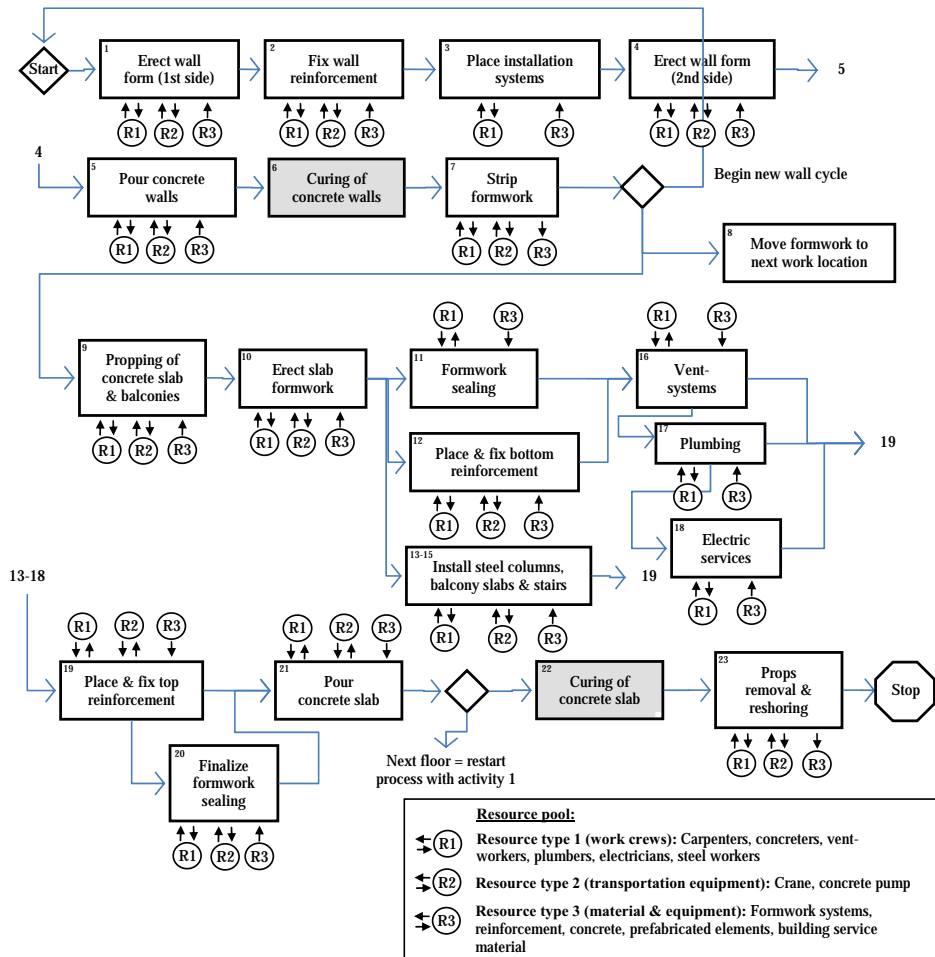 Start
1
Erect wall
form (1st side)
2
Fix wall
reinforcement
3
Place installation
systems
4
Erect wall form
(2nd side)
5
R1
R2
R3
R1
R2
R3
R1
R3
R1
R2
R3
4
5
Pour concrete
walls
6
Curing of
concrete walls
7
Strip
formwork
Begin new wall cycle
R1
R2
R3
R1
R2
R3
8
Move formwork to
next work location
9
Propping of
concrete slab
& balconies
R1
R2
R3
10
Erect slab
formwork
R1
R2
R3
R1
R3
11
Formwork
sealing
12
Place & fix bottom
reinforcement
R1
R2
R3
13-15
Install steel columns,
balcony slabs & stairs
R1
R2
R3
19
R1
R3
16
Vent-
systems
17
Plumbing
R1
R3
18
Electric
services
R1
R3
19
13-18
R1
R2
R3
19
Place & fix top
reinforcement
20
Finalize
formwork
sealing
R1
R2
R3
R1
R2
R3
21
Pour
concrete slab
Next floor = restart
process with activity 1
22
Curing of
concrete slab
23
Props
removal &
reshoring
R1
R2
R3
Stop
Resource pool:
R1
Resource type 1 (work crews): Carpenters, concreters, vent-
workers, plumbers, electricians, steel workers
R2
Resource type 2 (transportation equipment): Crane, concrete pump
R3
Resource type 3 (material & equipment): Formwork systems,
reinforcement, concrete, prefabricated elements, building service
material